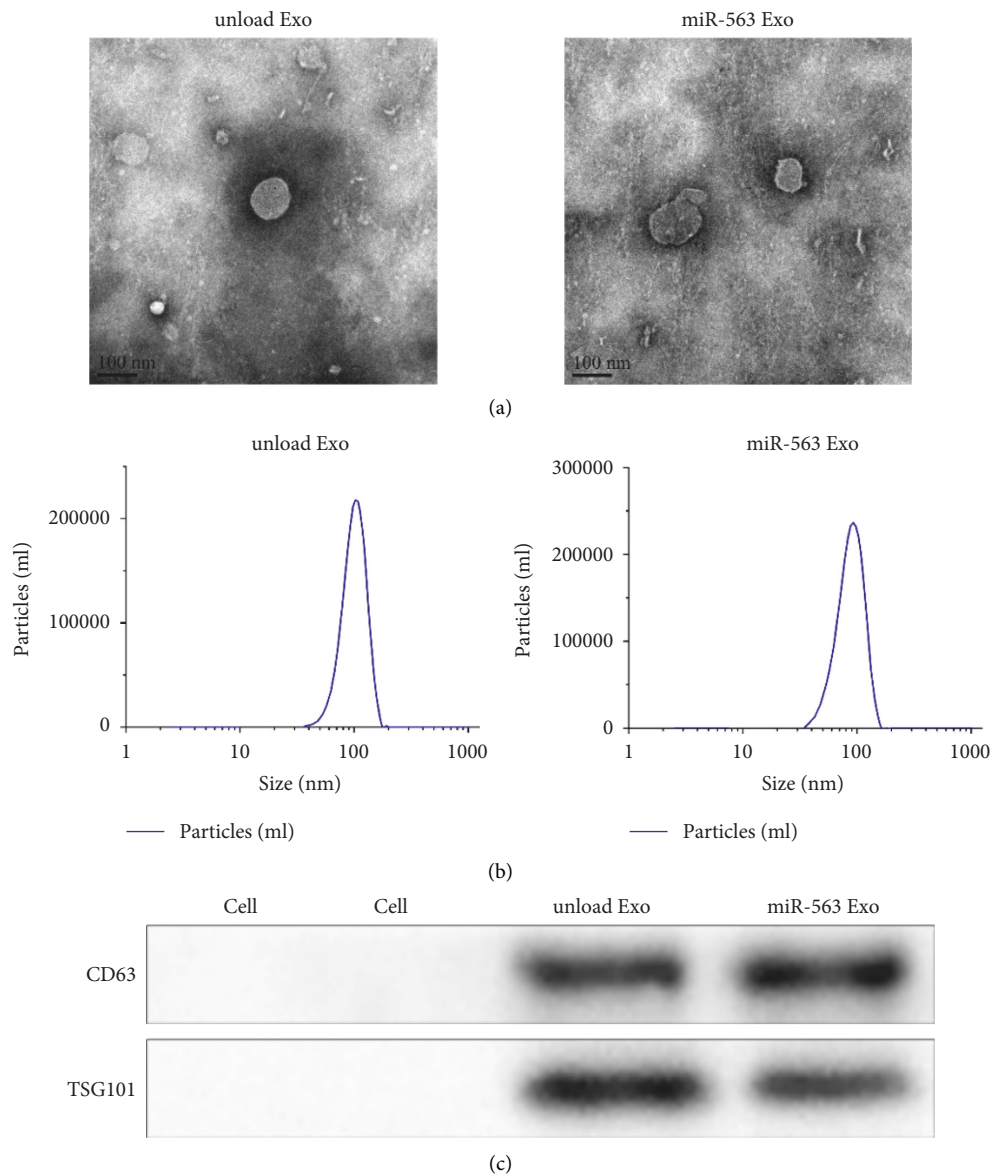 unload Exo
miR-563 Exo
100 nm
100 nm
(a)
unload Exo
miR-563 Exo
Particles (ml)
200000
100000
0
1
10
100
1000
Size (nm)
Particles (ml)
Particles (ml)
300000
200000
100000
0
1
10
100
1000
Size (nm)
Particles (ml)
(b)
Cell
Cell
unload Exo
miR-563 Exo
CD63
TSG101
(c)